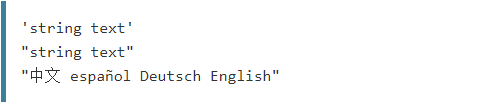 'string text'
"string text"
"中文 español Deutsch English"